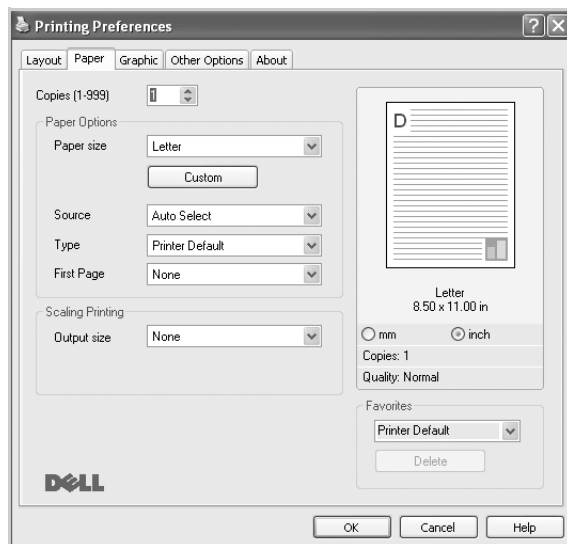 Printing Preferences
Layout Paper Graphic Other Options About
Copies (1-999) 1
Paper Options
Paper size Letter
Custom
Source Auto Select
Type Printer Default
First Page None
Scaling Printing
Output size None
D
Letter
8.50 x 11.00 in
mm inch
Copies: 1
Quality: Normal
Favorites
Printer Default
Delete
DELL
OK Cancel Help